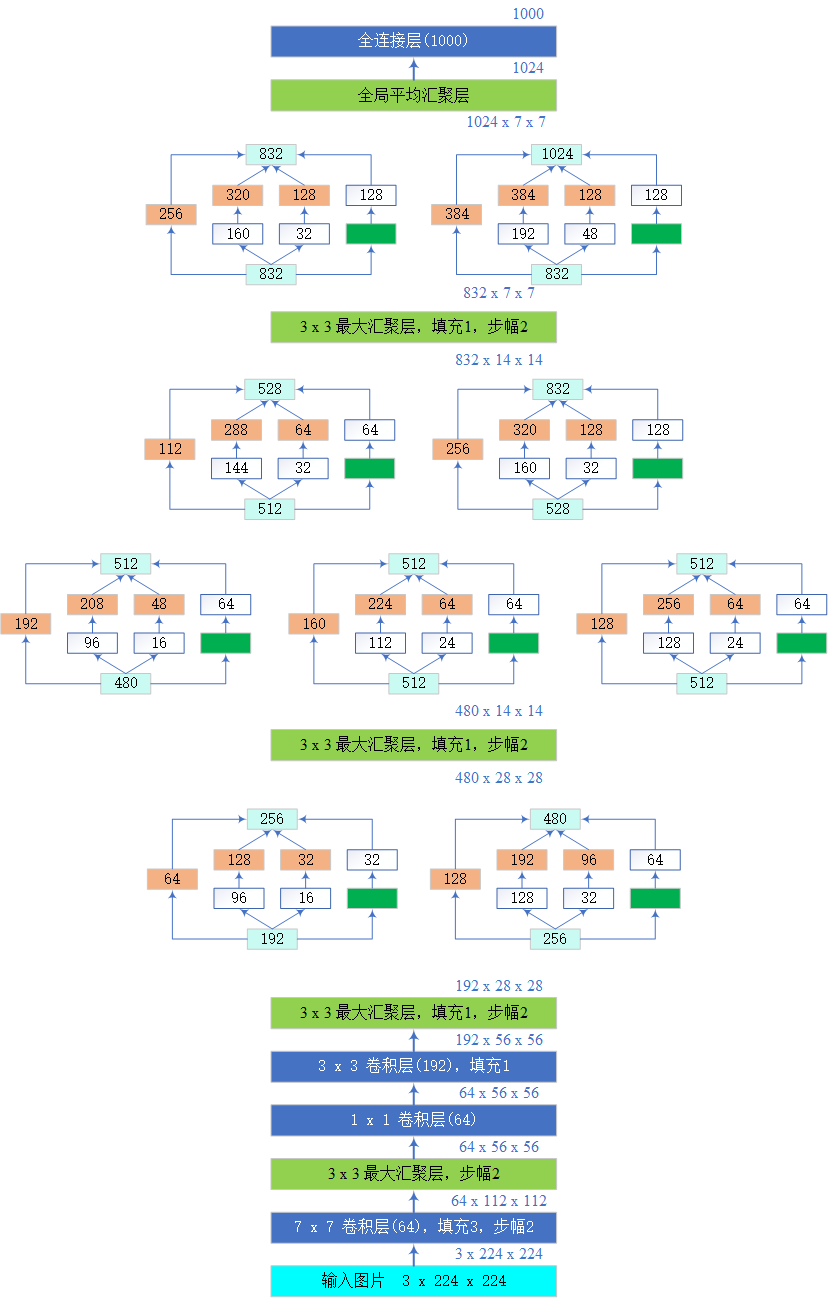 1000
全连接层(1000)
1024
全局平均汇聚层
1024 x 7 x 7
832 1024
320 128 128 384 128 128
256 384
160 32 192 48
832 832
832 x 7 x 7
3 x 3 最大汇聚层，填充1，步幅2
832 x 14 x 14
528 832
288 64 64 320 128 128
112 256
144 32 160 32
512 528
512 512 512
208 48 64 224 64 64 256 64 64
192 160 128
96 16 112 24 128 24
480 512 512
480 x 14 x 14
3 x 3 最大汇聚层，填充1，步幅2
480 x 28 x 28
256 480
128 32 32 192 96 64
64 128
96 16 128 32
192 256
192 x 28 x 28
3 x 3 最大汇聚层，填充1，步幅2
192 x 56 x 56
3 x 3 卷积层(192)，填充1
64 x 56 x 56
1 x 1 卷积层(64)
64 x 56 x 56
3 x 3 最大汇聚层，步幅2
64 x 112 x 112
7 x 7 卷积层(64)，填充3，步幅2
3 x 224 x 224
输入图片 3 x 224 x 224